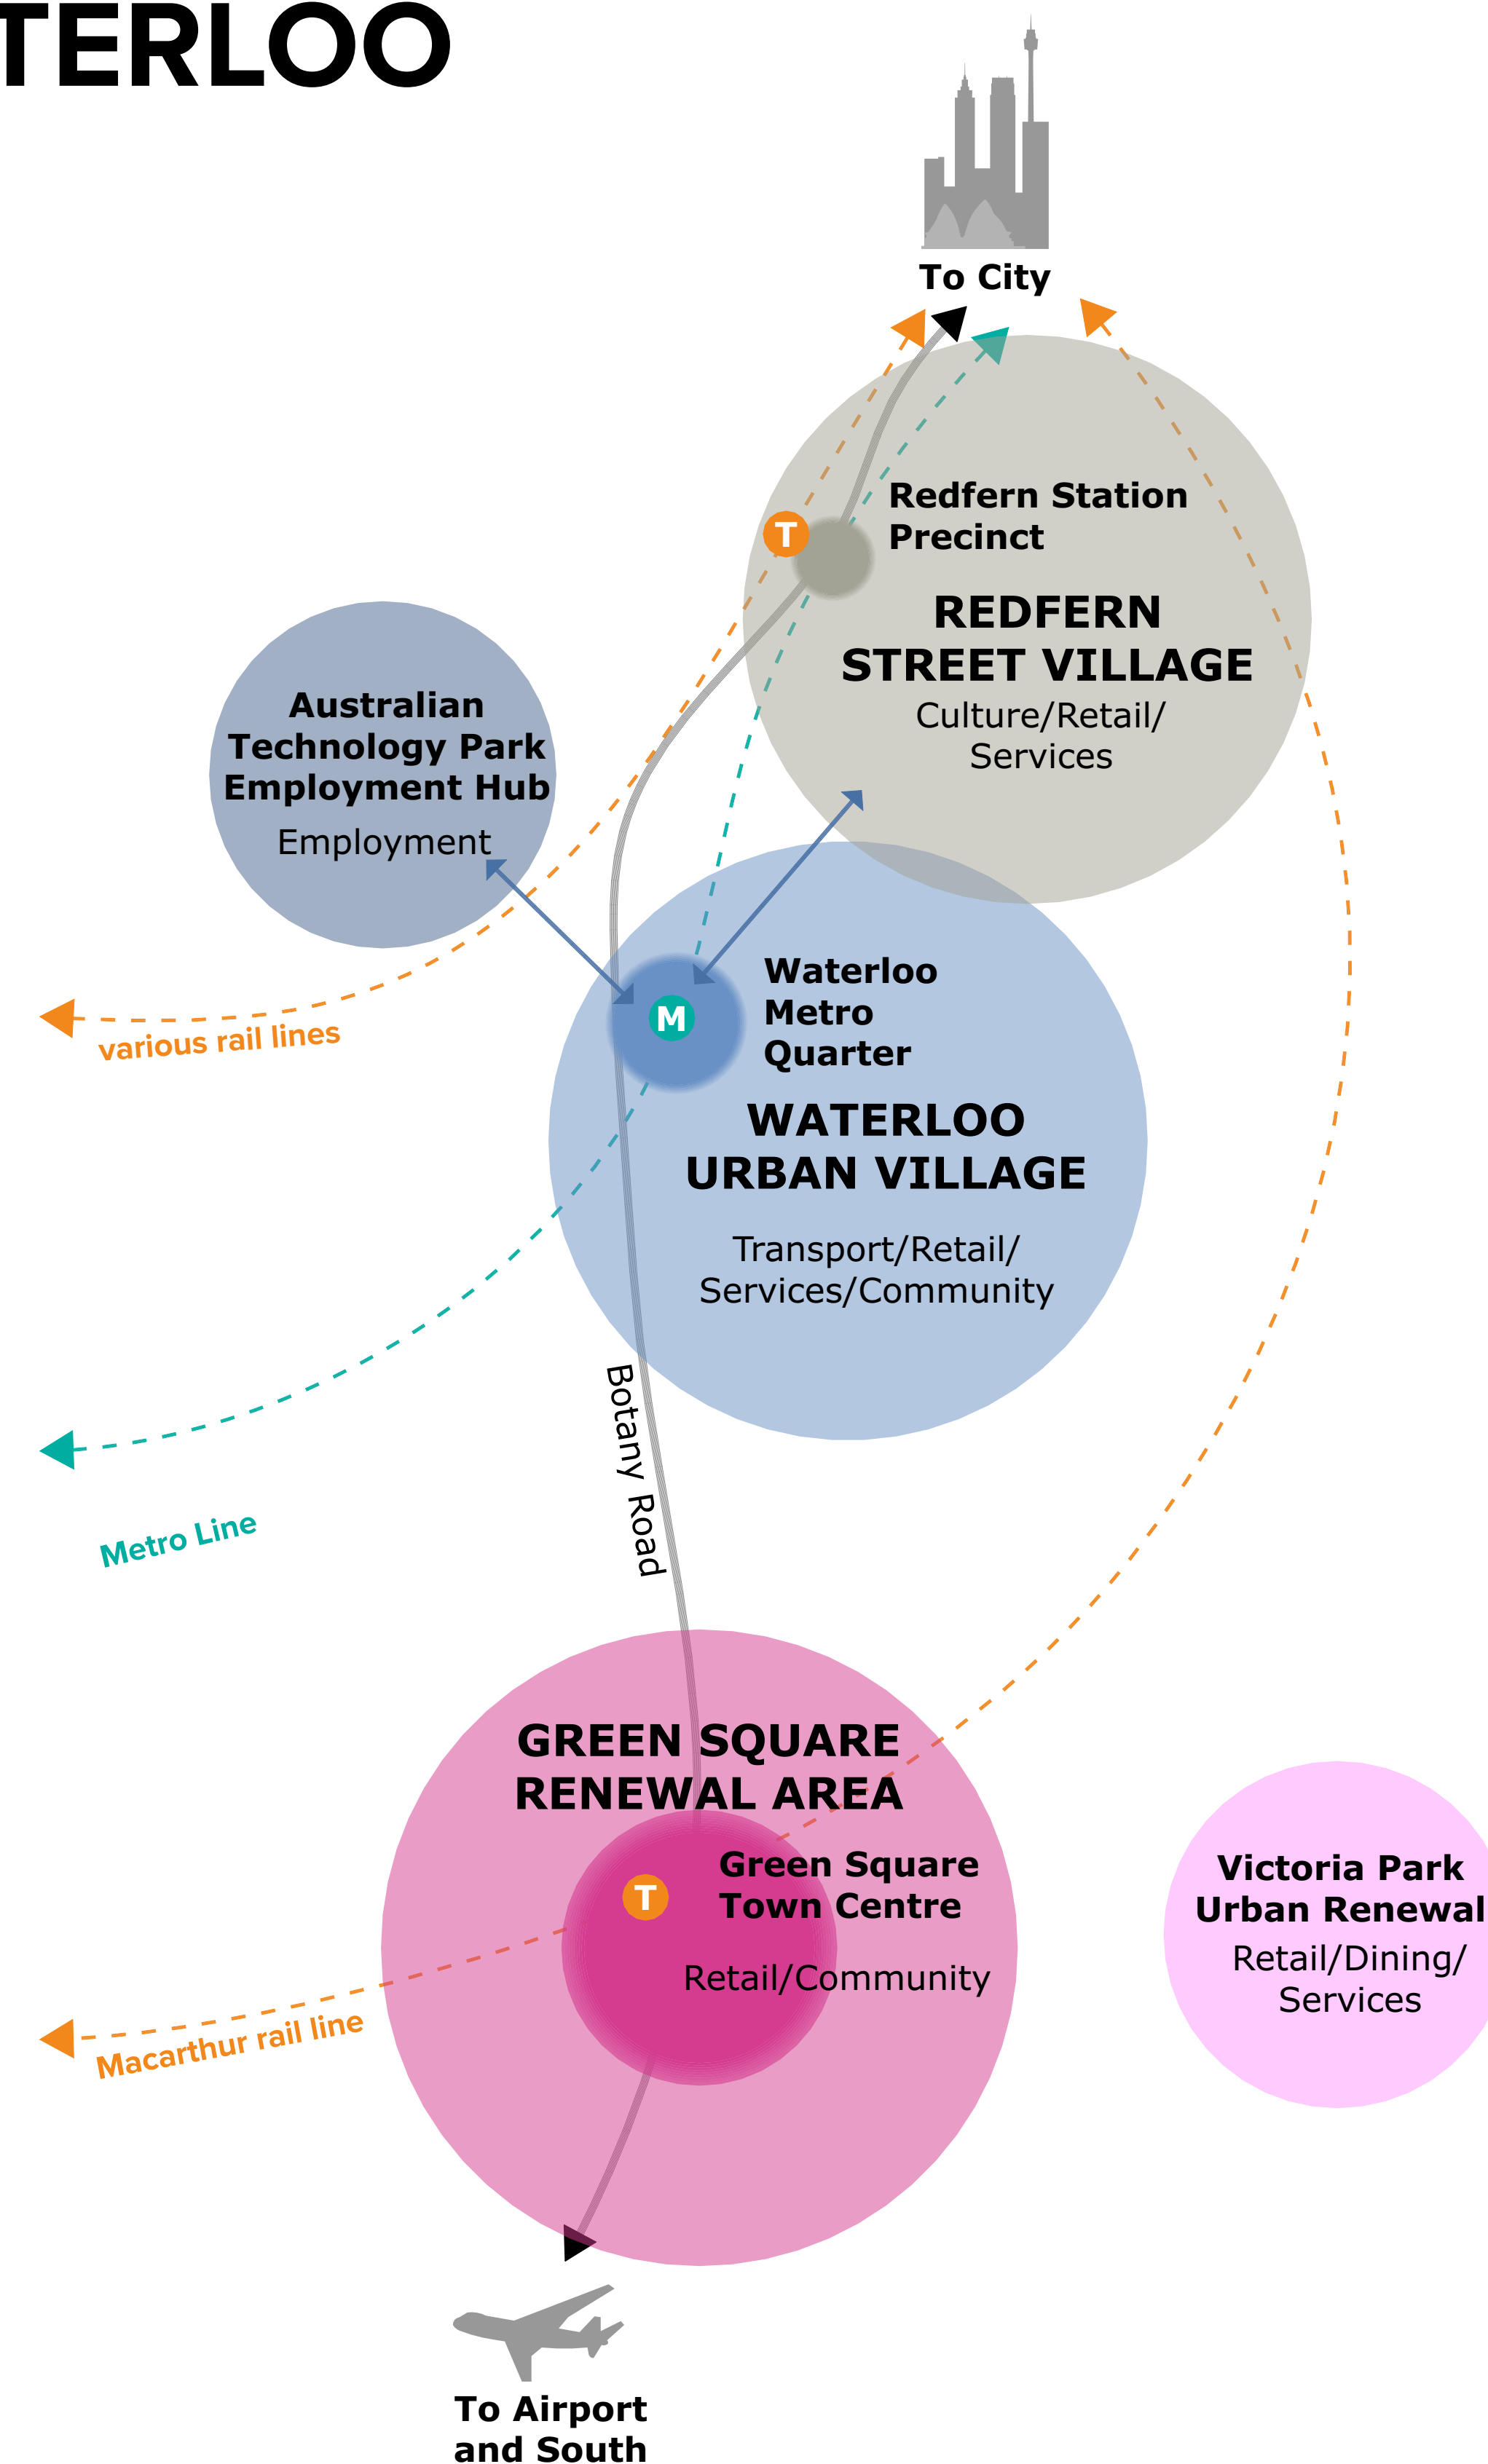 TERLOO
To City
T
Redfern Station
Precinct
REDFERN
STREET VILLAGE
Culture/Retail/
Services
Australian
Technology Park
Employment Hub
Employment
various rail lines
M
Waterloo
Metro
Quarter
WATERLOO
URBAN VILLAGE
Transport/Retail/
Services/Community
Botany Road
Metro Line
GREEN SQUARE
RENEWAL AREA
T
Green Square
Town Centre
Retail/Community
Victoria Park
Urban Renewal
Retail/Dining/
Services
Macarthur rail line
To Airport
and South